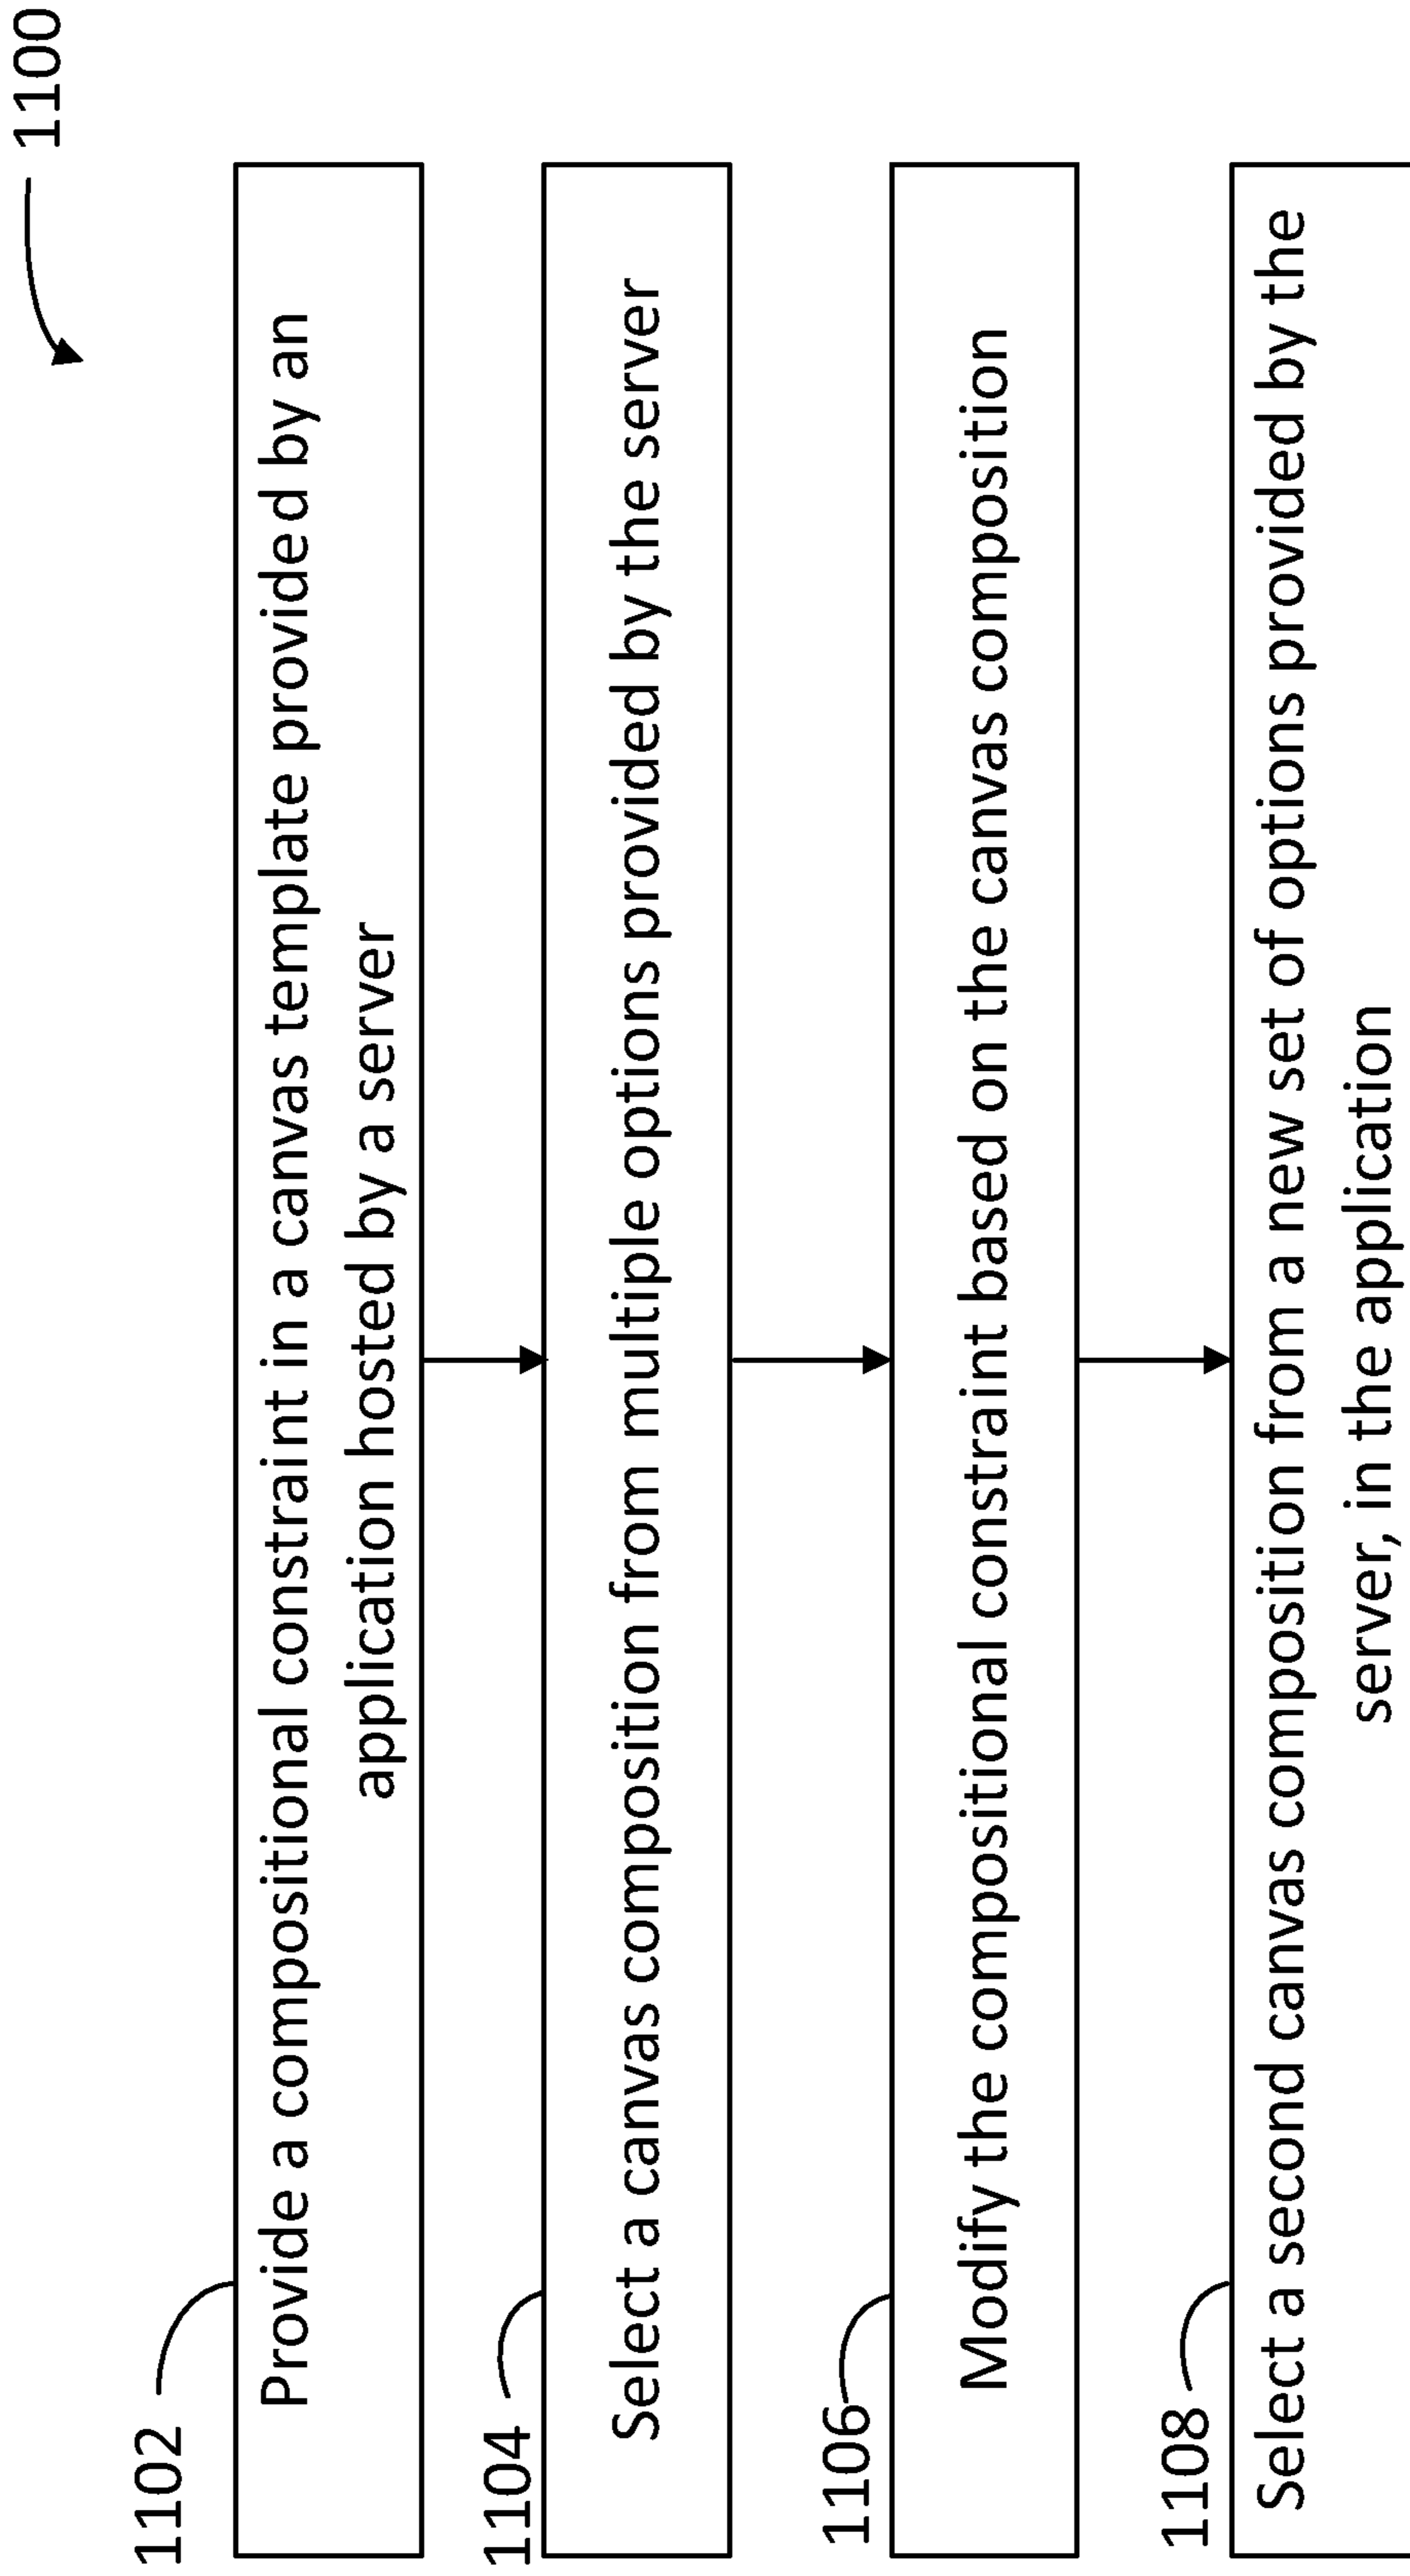 1100
1102
Provide a compositional constraint in a canvas template provided by an
application hosted by a server
1104
Select a canvas composition from multiple options provided by the server
1106
Modify the compositional constraint based on the canvas composition
1108
Select a second canvas composition from a new set of options provided by the
server, in the application